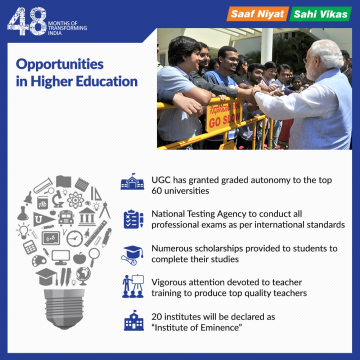 48 MONTHS OF
TRANSFORMING
INDIA
Saaf Niyat Sahi Vikas
Opportunities
in Higher Education
GO SLOW
UGC has granted graded autonomy to the top
60 universities
National Testing Agency to conduct all
professional exams as per international standards
Numerous scholarships provided to students to
complete their studies
Vigorous attention devoted to teacher
training to produce top quality teachers
20 institutes will be declared as
"Institute of Eminence"